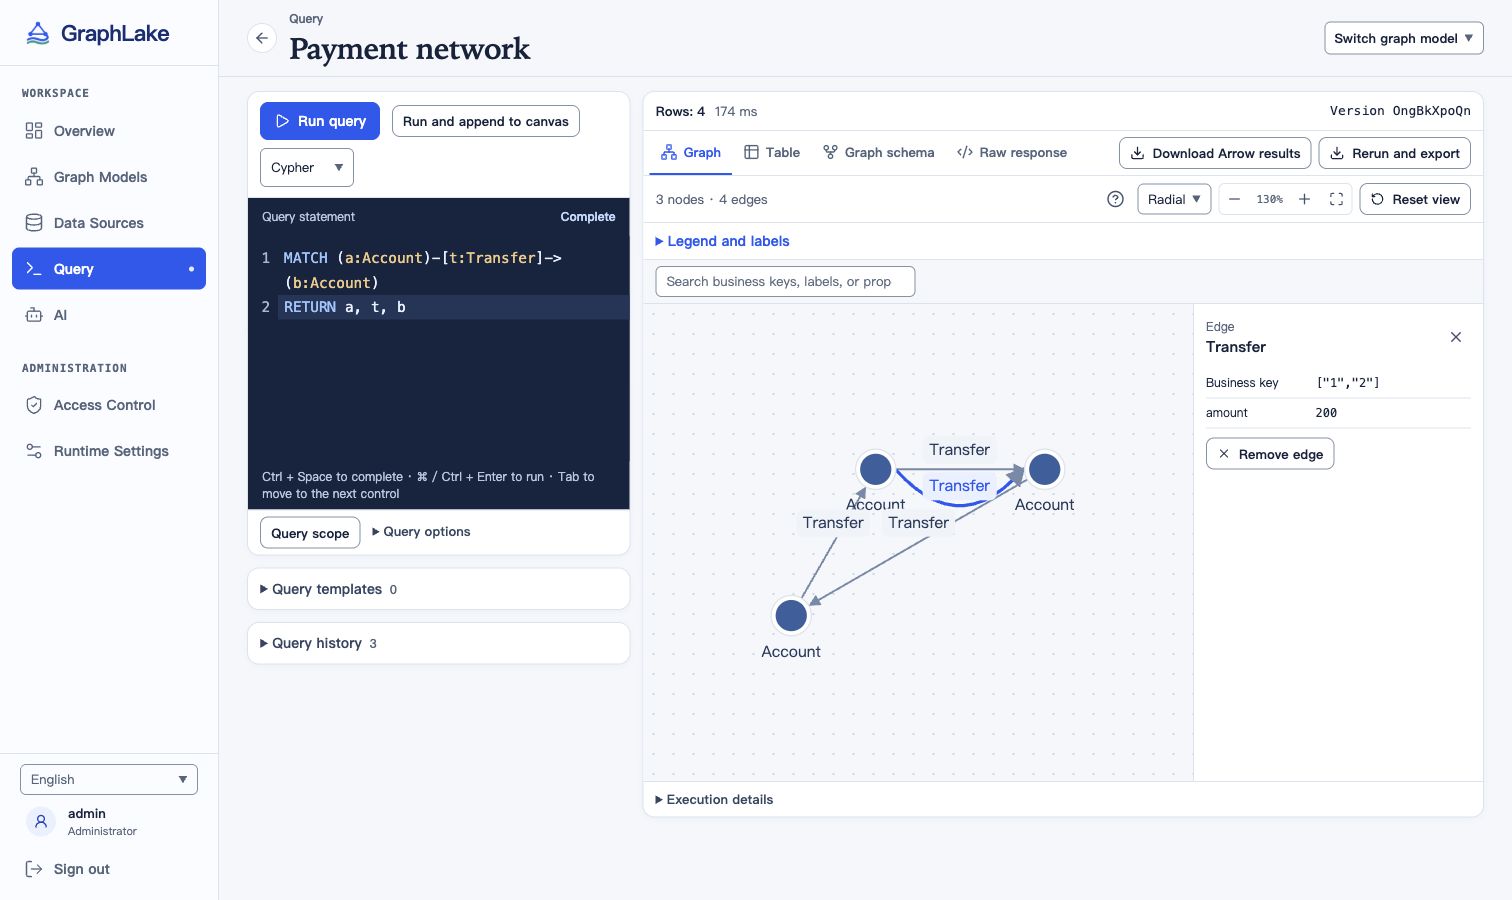 GraphLake
WORKSPACE
Overview
Graph Models
Data Sources
Query
AI
ADMINISTRATION
Access Control
Runtime Settings
English
admin
Administrator
Sign out
Query
Payment network
Switch graph model
Run query
Run and append to canvas
Cypher
Query statement
Complete
1 MATCH (a:Account)-[t:Transfer]->
(b:Account)
2 RETURN a, t, b
Ctrl + Space to complete · ⌘ / Ctrl + Enter to run · Tab to
move to the next control
Query scope
Query options
Query templates 0
Query history 3
Rows: 4 174 ms
Version OngBkXpoQn
Graph
Table
Graph schema
Raw response
Download Arrow results
Rerun and export
3 nodes · 4 edges
Radial
130%
Reset view
Legend and labels
Search business keys, labels, or prop
Transfer
Transfer
Account
Account
Transfer
Transfer
Account
Edge
Transfer
Business key ["1","2"]
amount 200
Remove edge
Execution details